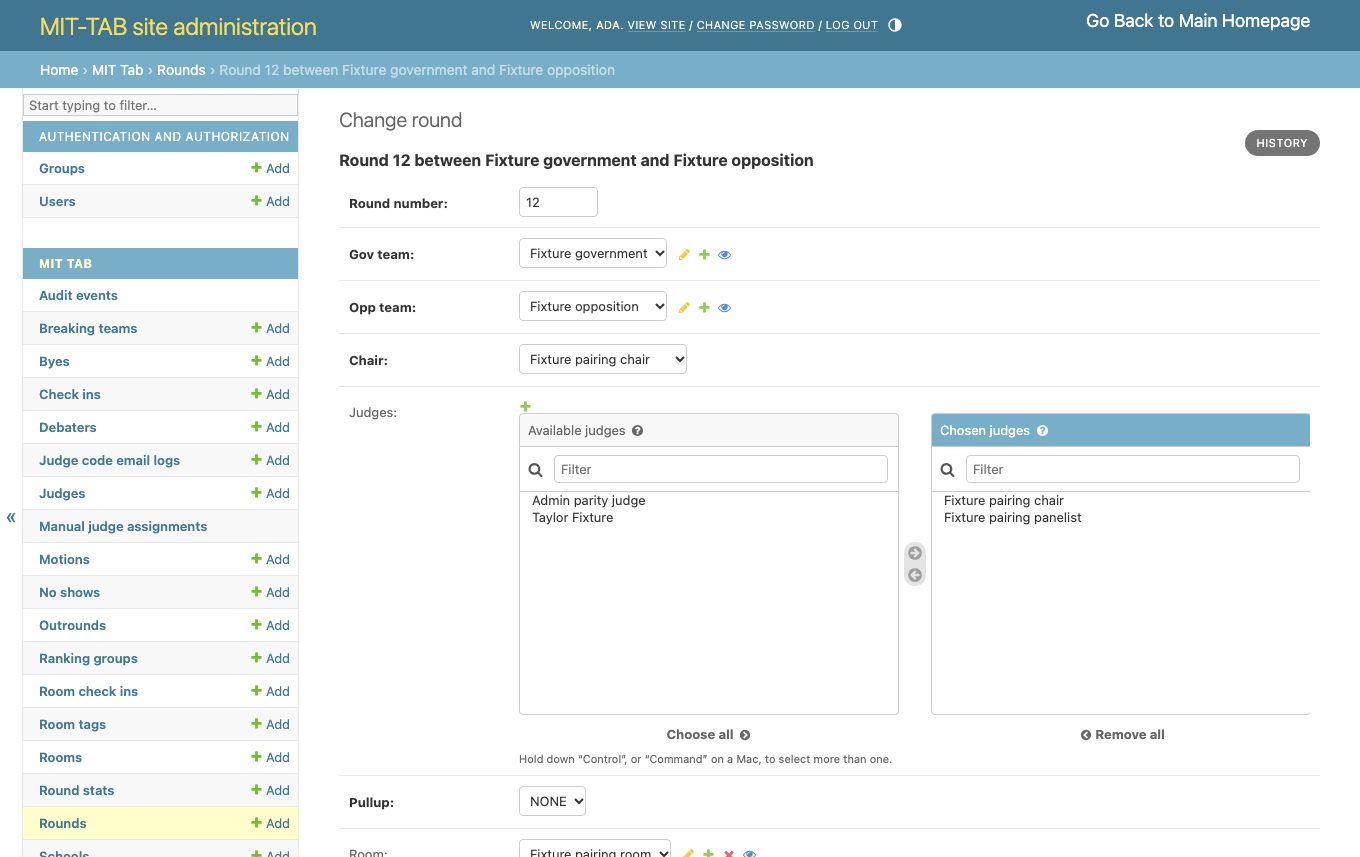 MIT-TAB site administration
WELCOME, ADA. VIEW SITE / CHANGE PASSWORD / LOG OUT
Go Back to Main Homepage
Home › MIT Tab › Rounds › Round 12 between Fixture government and Fixture opposition
Start typing to filter...
AUTHENTICATION AND AUTHORIZATION
Groups Add
Users Add
MIT TAB
Audit events
Breaking teams Add
Byes Add
Check ins Add
Debaters Add
Judge code email logs Add
Judges Add
Manual judge assignments
Motions Add
No shows Add
Outrounds Add
Ranking groups Add
Room check ins Add
Room tags Add
Rooms Add
Round stats Add
Rounds Add
Schools Add
«
Change round
HISTORY
Round 12 between Fixture government and Fixture opposition
Round number: 12
Gov team: Fixture government
Opp team: Fixture opposition
Chair: Fixture pairing chair
Judges:
Available judges ?
Filter
Admin parity judge
Taylor Fixture
Choose all
Chosen judges ?
Filter
Fixture pairing chair
Fixture pairing panelist
Remove all
Hold down “Control”, or “Command” on a Mac, to select more than one.
Pullup: NONE
Room: Fixture pairing room